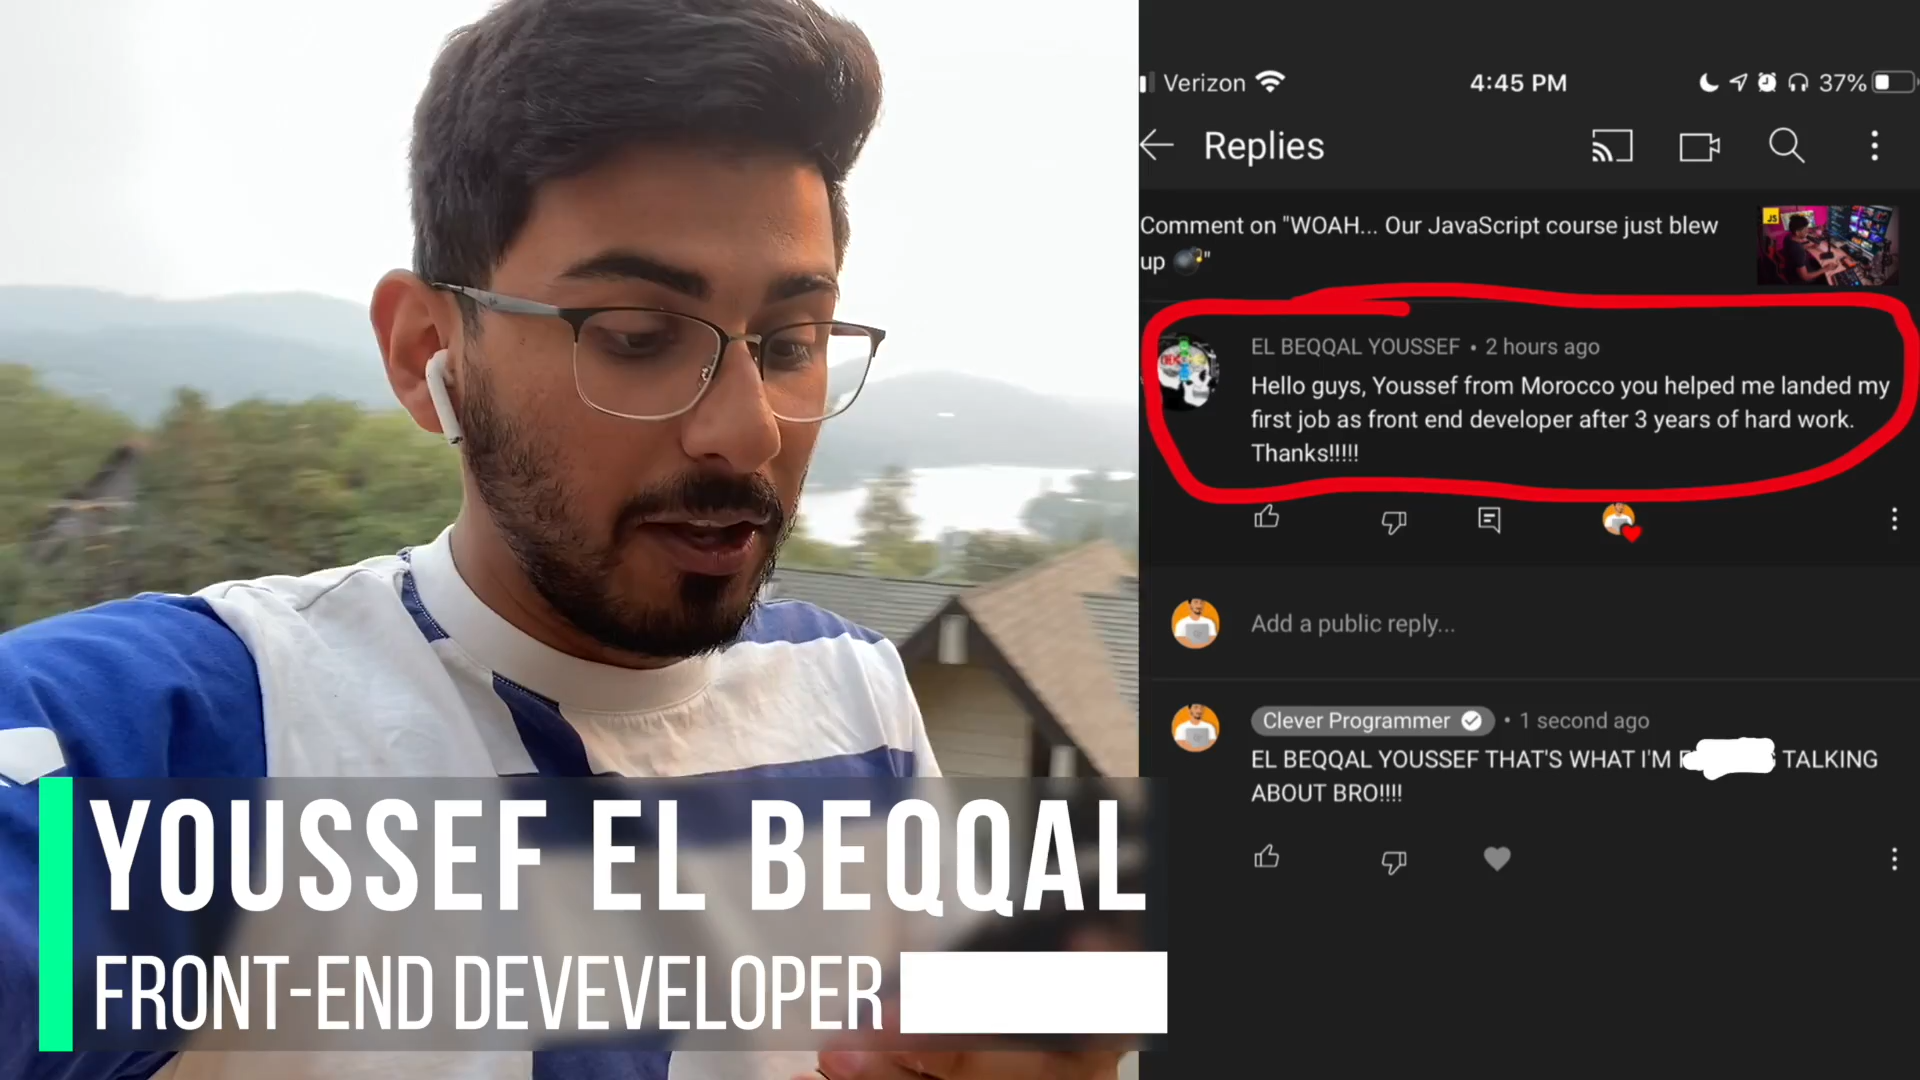 Verizon
4:45 PM
37%
Replies
Comment on "WOAH... Our JavaScript course just blew
up 💣"
JS
EL BEQQAL YOUSSEF • 2 hours ago
Hello guys, Youssef from Morocco you helped me landed my
first job as front end developer after 3 years of hard work.
Thanks!!!!!
Add a public reply...
Clever Programmer • 1 second ago
EL BEQQAL YOUSSEF THAT'S WHAT I'M TALKING
ABOUT BRO!!!!
YOUSSEF EL BEQQAL
FRONT-END DEVEVELOPER